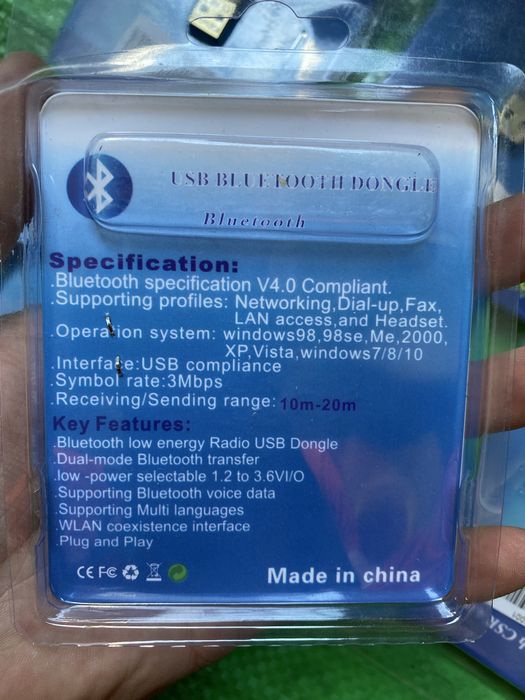 USB BLUETOOTH DONGLE
Bluetooth
Specification:
.Bluetooth specification V4.0 Compliant.
.Supporting profiles: Networking,Dial-up,Fax,
LAN access,and Headset.
.Operation system: windows98,98se,Me,2000,
XP,Vista,windows7/8/10
.Interface:USB compliance
.Symbol rate:3Mbps
.Receiving/Sending range: 10m-20m
Key Features:
.Bluetooth low energy Radio USB Dongle
.Dual-mode Bluetooth transfer
.low -power selectable 1.2 to 3.6VI/O
.Supporting Bluetooth voice data
.Supporting Multi languages
.WLAN coexistence interface
.Plug and Play
CE FC Made in china
CSR